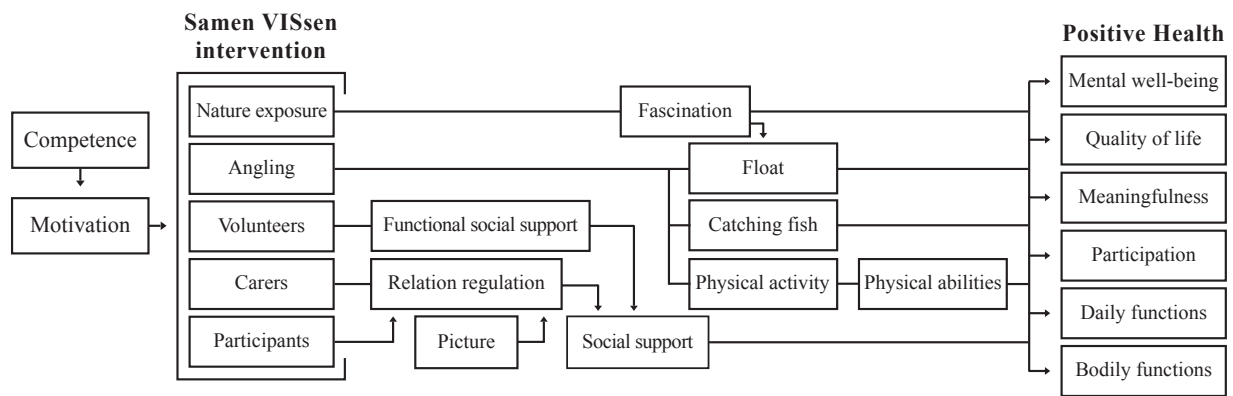 Samen VISsen
intervention
Positive Health
Competence
Motivation
Nature exposure
Angling
Volunteers
Carers
Participants
Functional social support
Relation regulation
Picture
Social support
Fascination
Float
Catching fish
Physical activity
Physical abilities
Mental well-being
Quality of life
Meaningfulness
Participation
Daily functions
Bodily functions